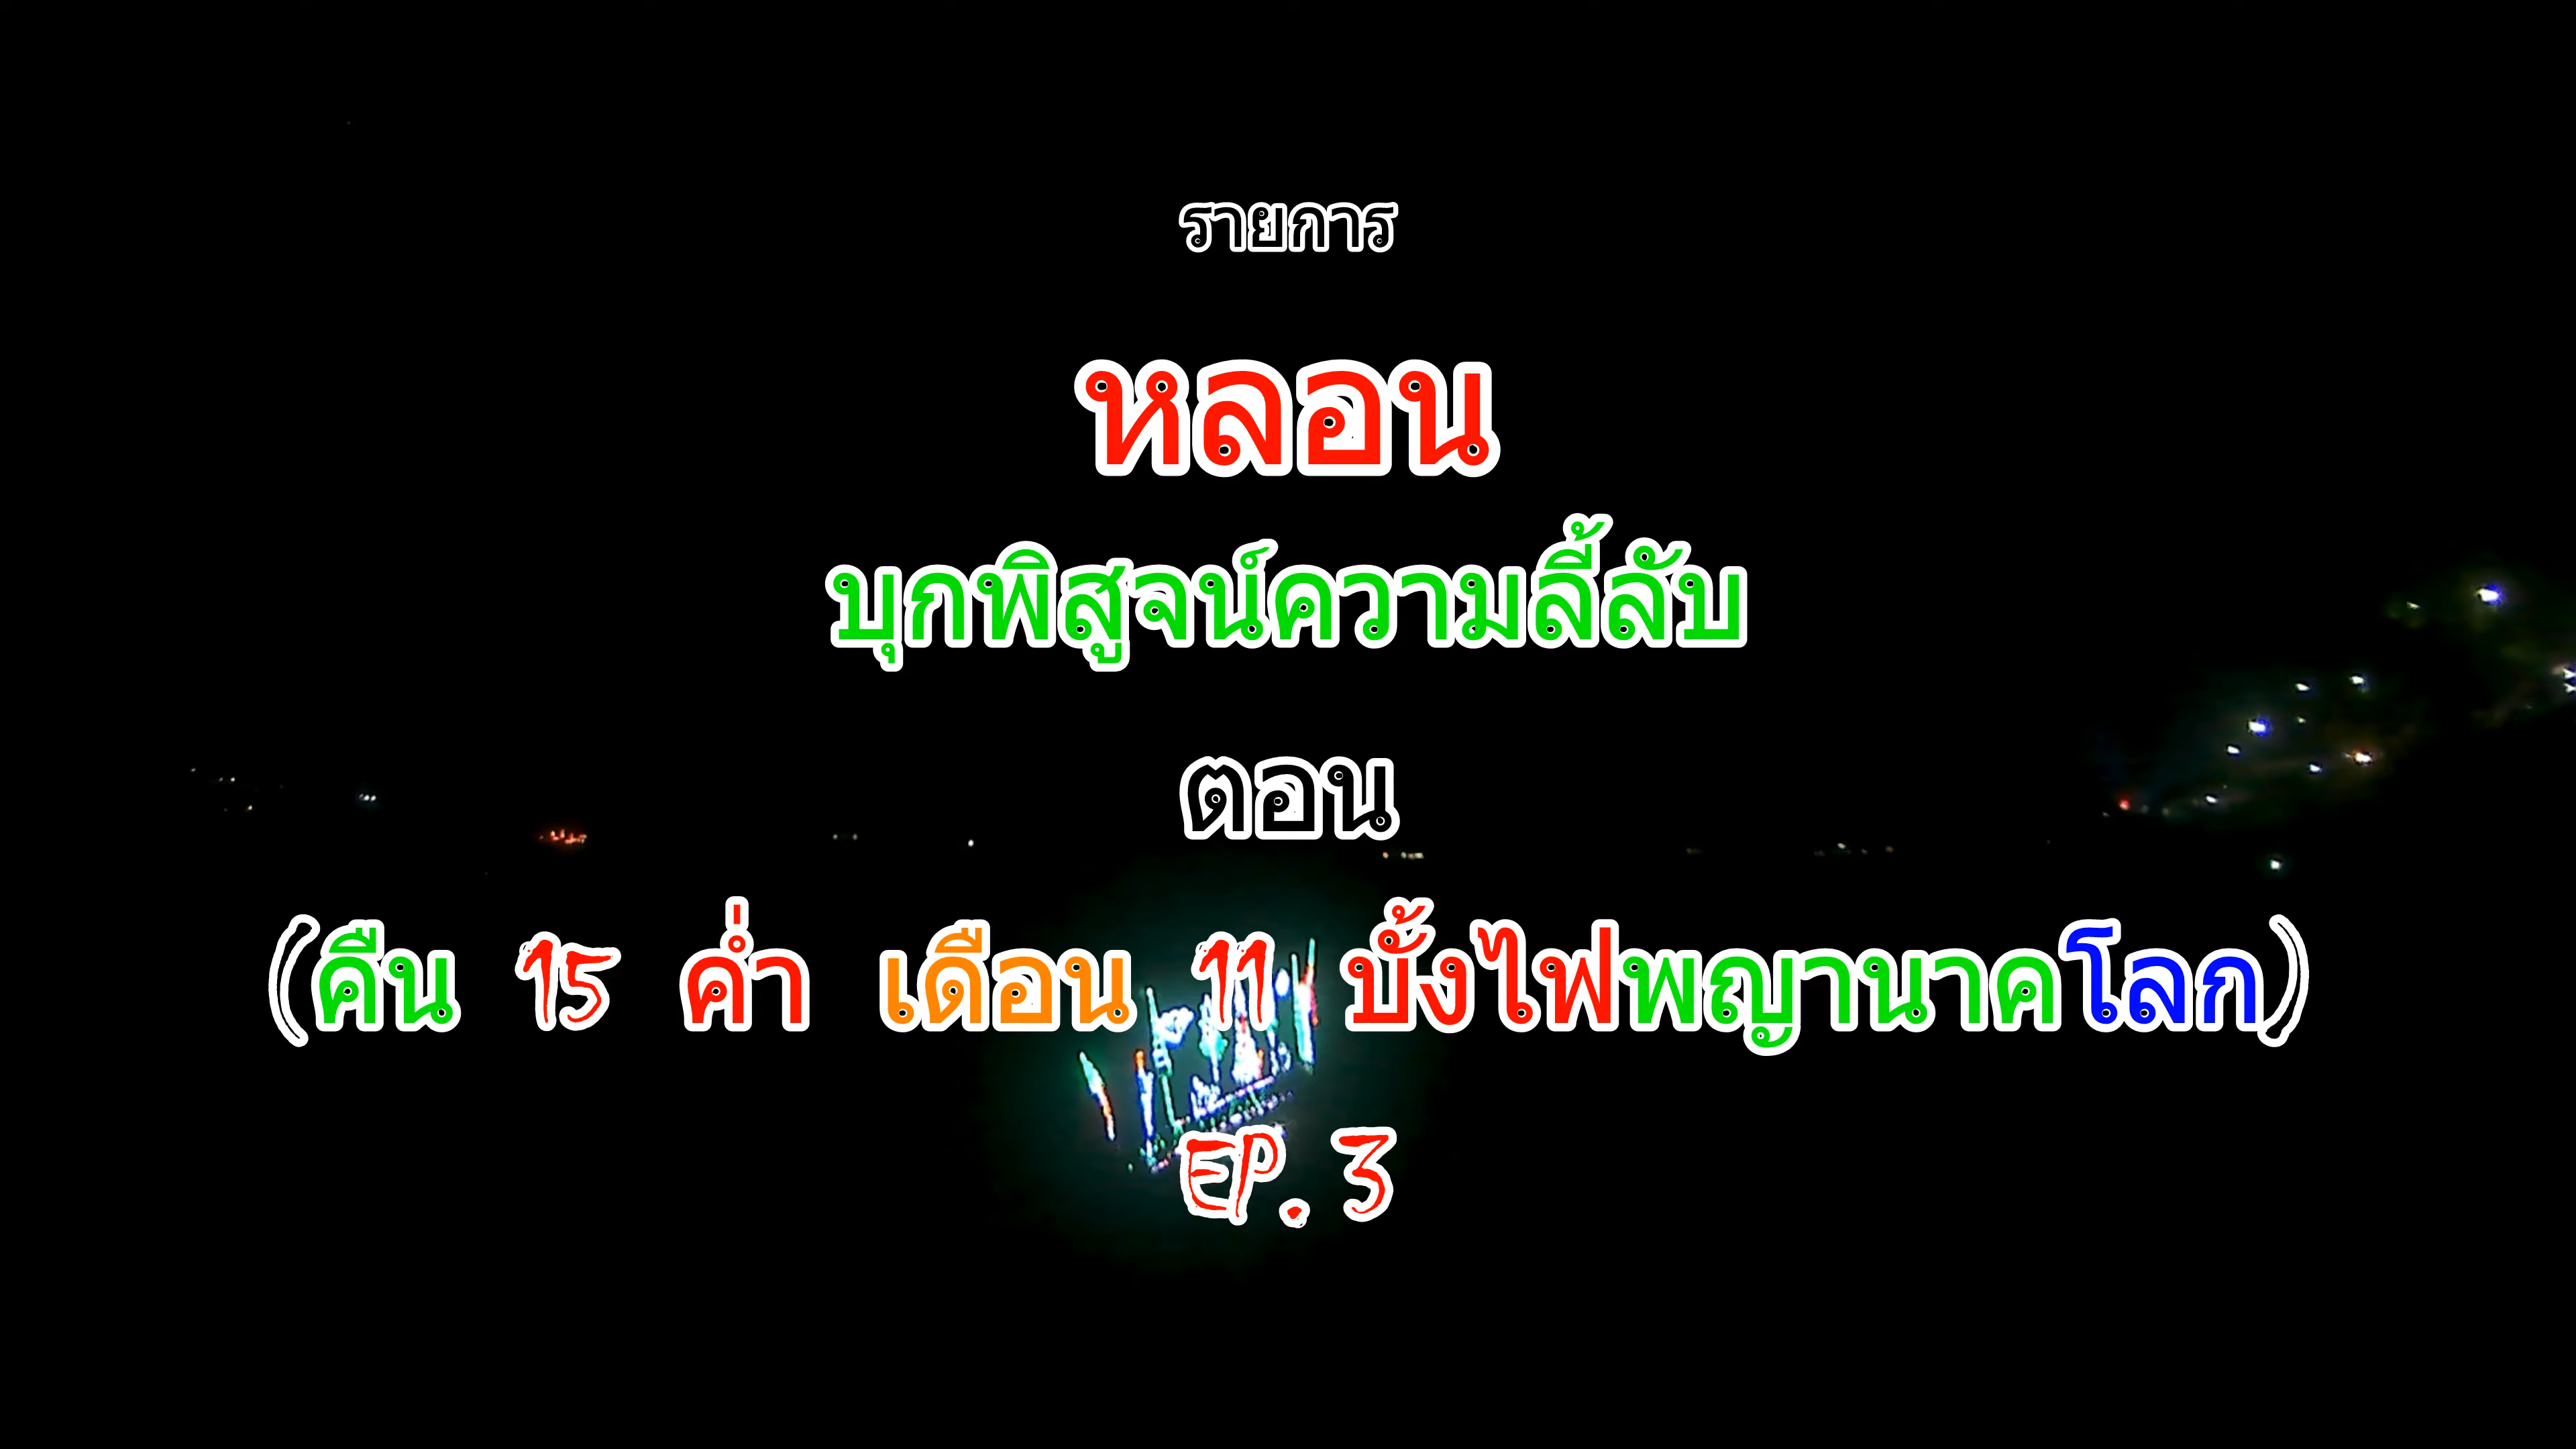 รายการ
หลอน
บุกพิสูจน์ความลี้ลับ
ตอน
(คืน 15 ค่ำ เดือน 11 บั้งไฟพญานาคโลก)
EP. 3